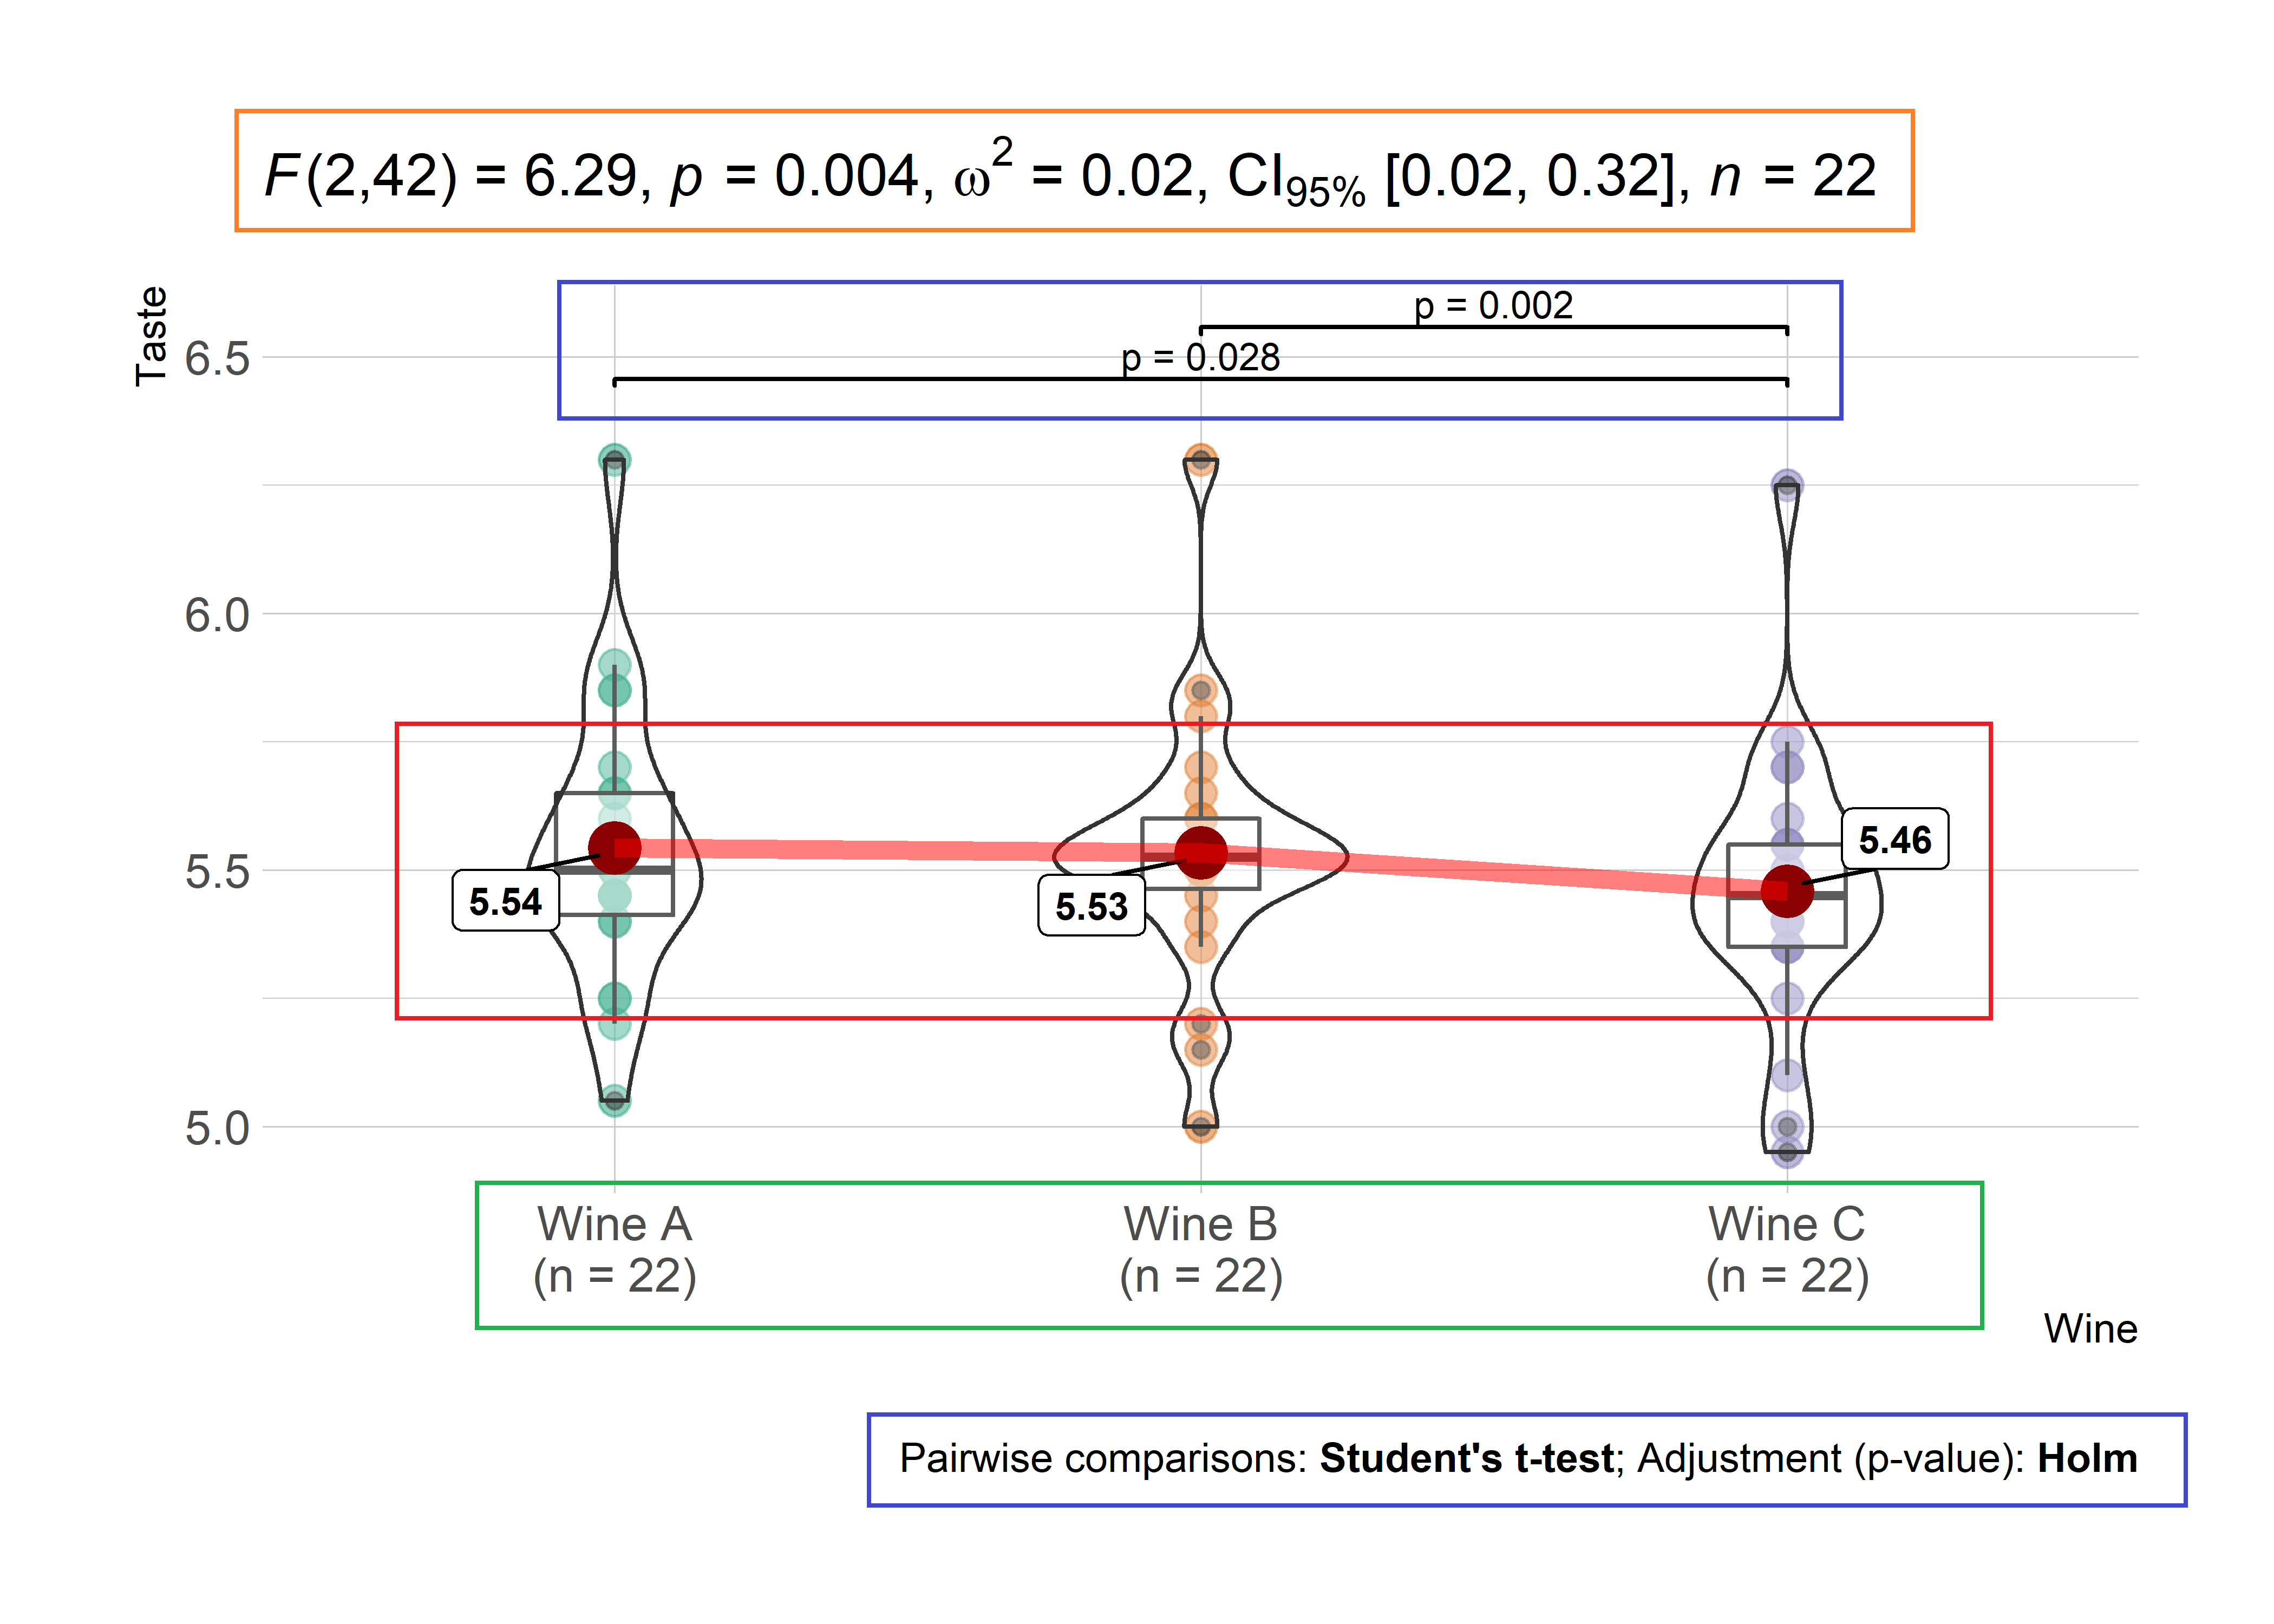 F(2,42) = 6.29, p = 0.004, ω² = 0.02, CI95% [0.02, 0.32], n = 22
Taste
p = 0.002
p = 0.028
6.5
6.0
5.5
5.0
5.54
5.53
5.46
Wine A
(n = 22)
Wine B
(n = 22)
Wine C
(n = 22)
Wine
Pairwise comparisons: Student's t-test; Adjustment (p-value): Holm